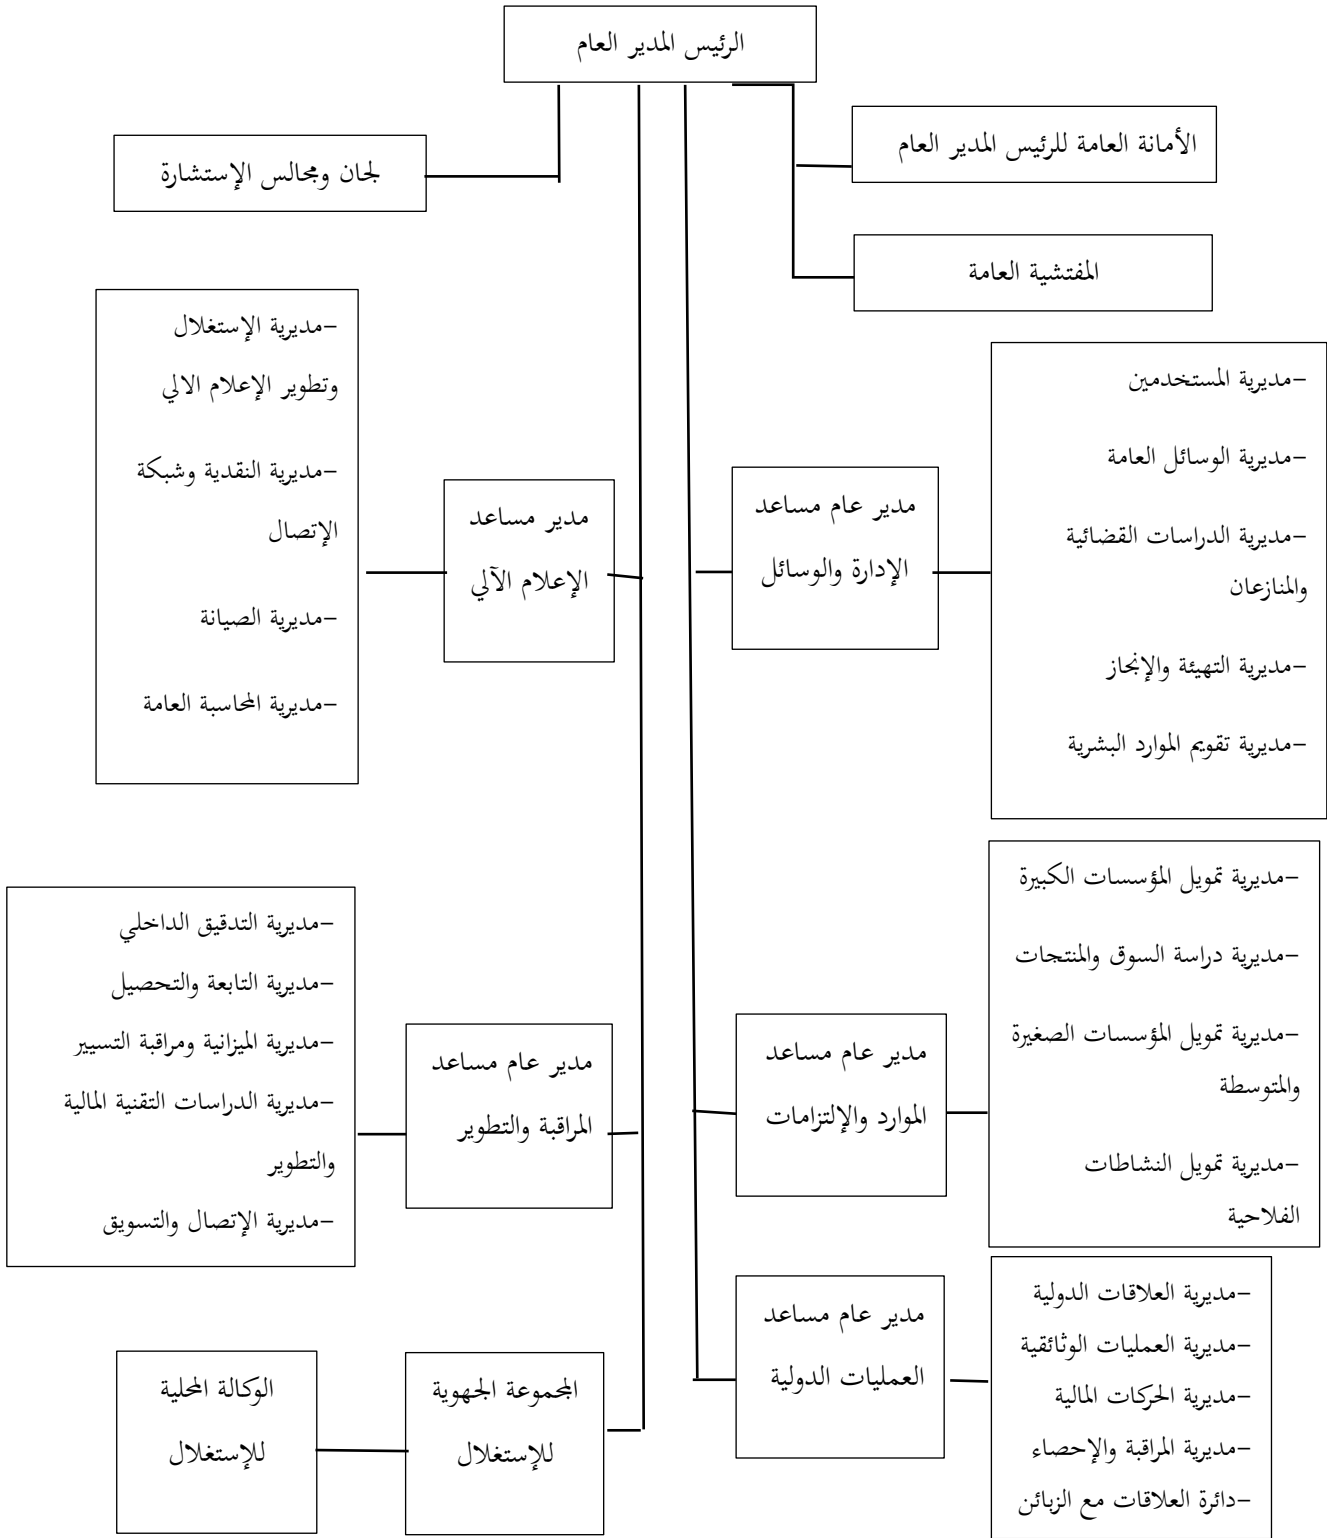 الرئيس المدير العام
الأمانة العامة للرئيس المدير العام
لجان ومجالس الإستشارة
المفتشية العامة
–مديرية المستخدمين
–مديرية الوسائل العامة
–مديرية الدراسات القضائية
والمنازعان
–مديرية التهيئة والإنجاز
–مديرية تقويم الموارد البشرية
مدير عام مساعد
الإدارة والوسائل
مدير مساعد
الإعلام الآلي
–مديرية الإستغلال
وتطوير الإعلام الالي
–مديرية النقدية وشبكة
الإتصال
–مديرية الصيانة
–مديرية المحاسبة العامة
–مديرية تمويل المؤسسات الكبيرة
–مديرية دراسة السوق والمنتجات
–مديرية تمويل المؤسسات الصغيرة
والمتوسطة
–مديرية تمويل النشاطات
الفلاحية
مدير عام مساعد
الموارد والإلتزامات
مدير عام مساعد
المراقبة والتطوير
–مديرية التدقيق الداخلي
–مديرية التابعة والتحصيل
–مديرية الميزانية ومراقبة التسيير
–مديرية الدراسات التقنية المالية
والتطوير
–مديرية الإتصال والتسويق
–مديرية العلاقات الدولية
–مديرية العمليات الوثائقية
–مديرية الحركات المالية
–مديرية المراقبة والإحصاء
–دائرة العلاقات مع الزبائن
مدير عام مساعد
العمليات الدولية
المجموعة الجهوية
للإستغلال
الوكالة المحلية
للإستغلال